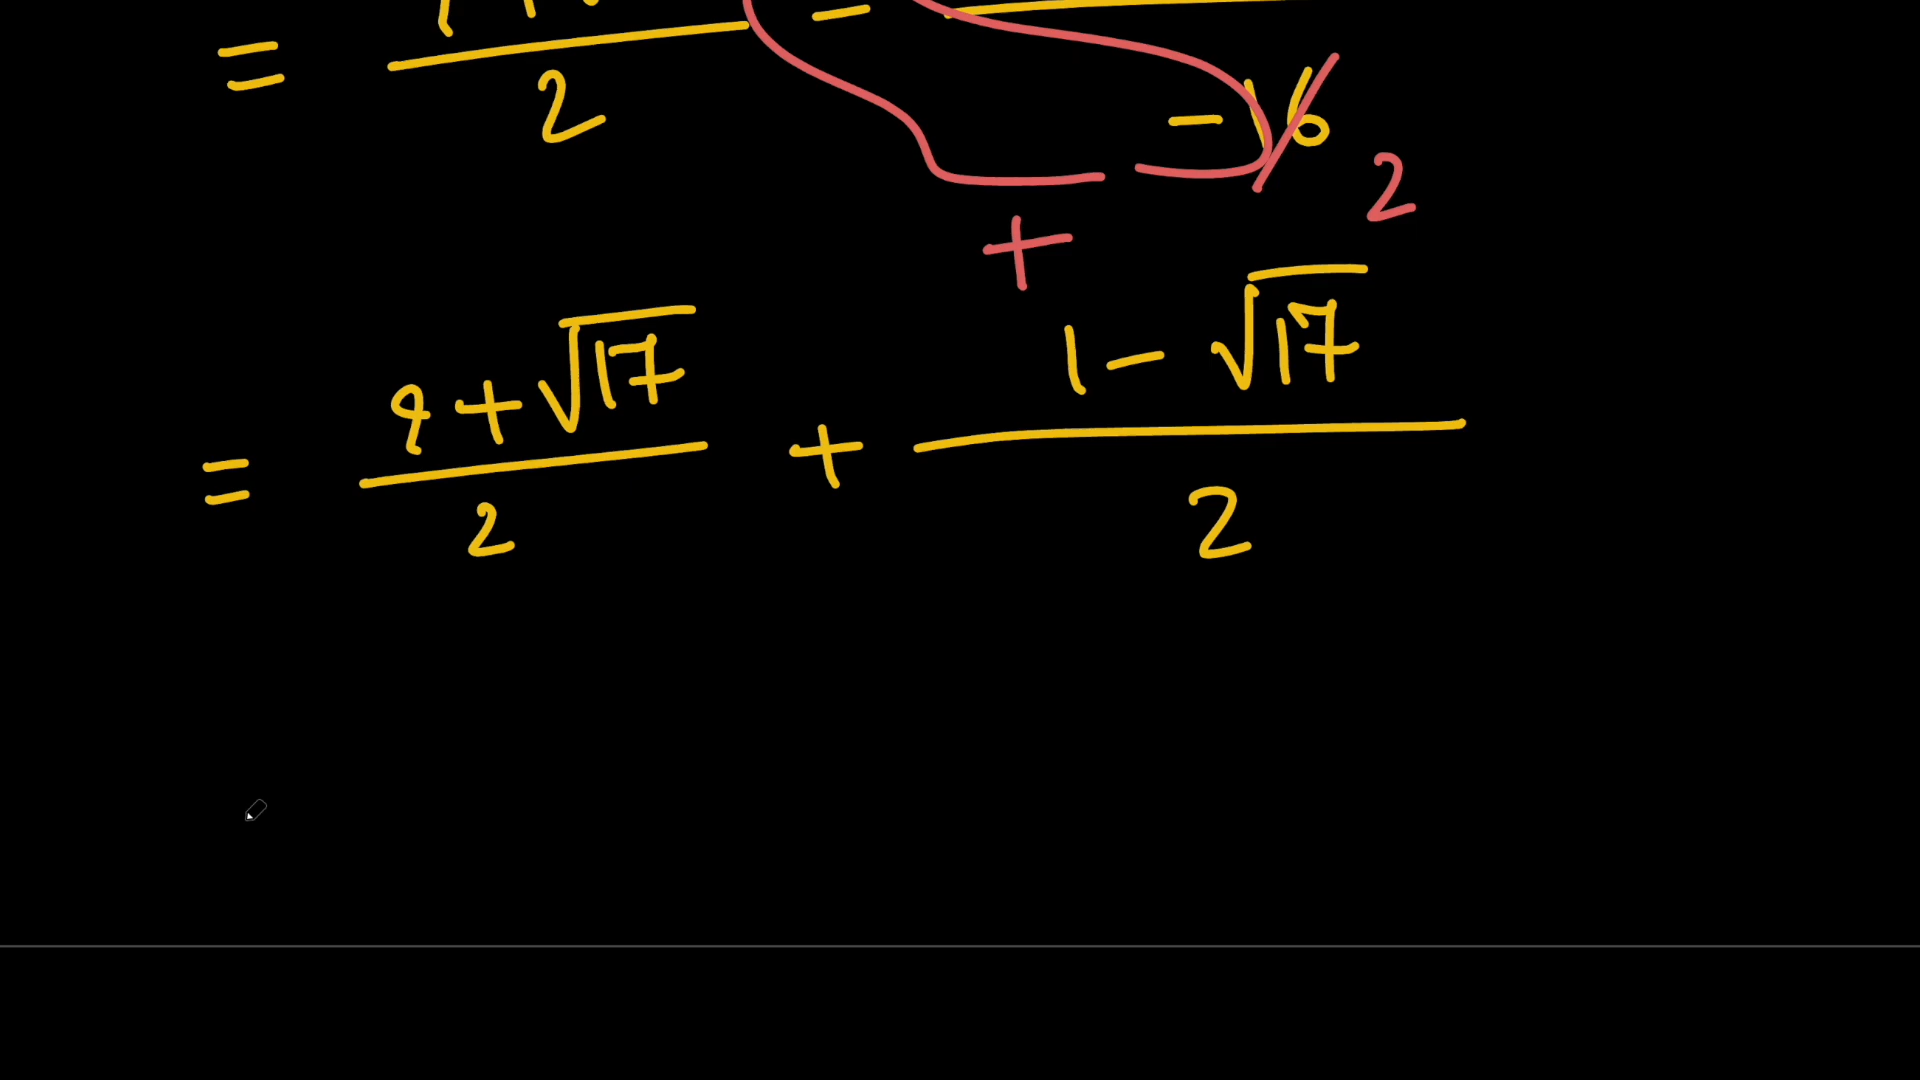 = / 2 -
- 16
2
+
= (9 + √17) / 2 + (1 - √17) / 2